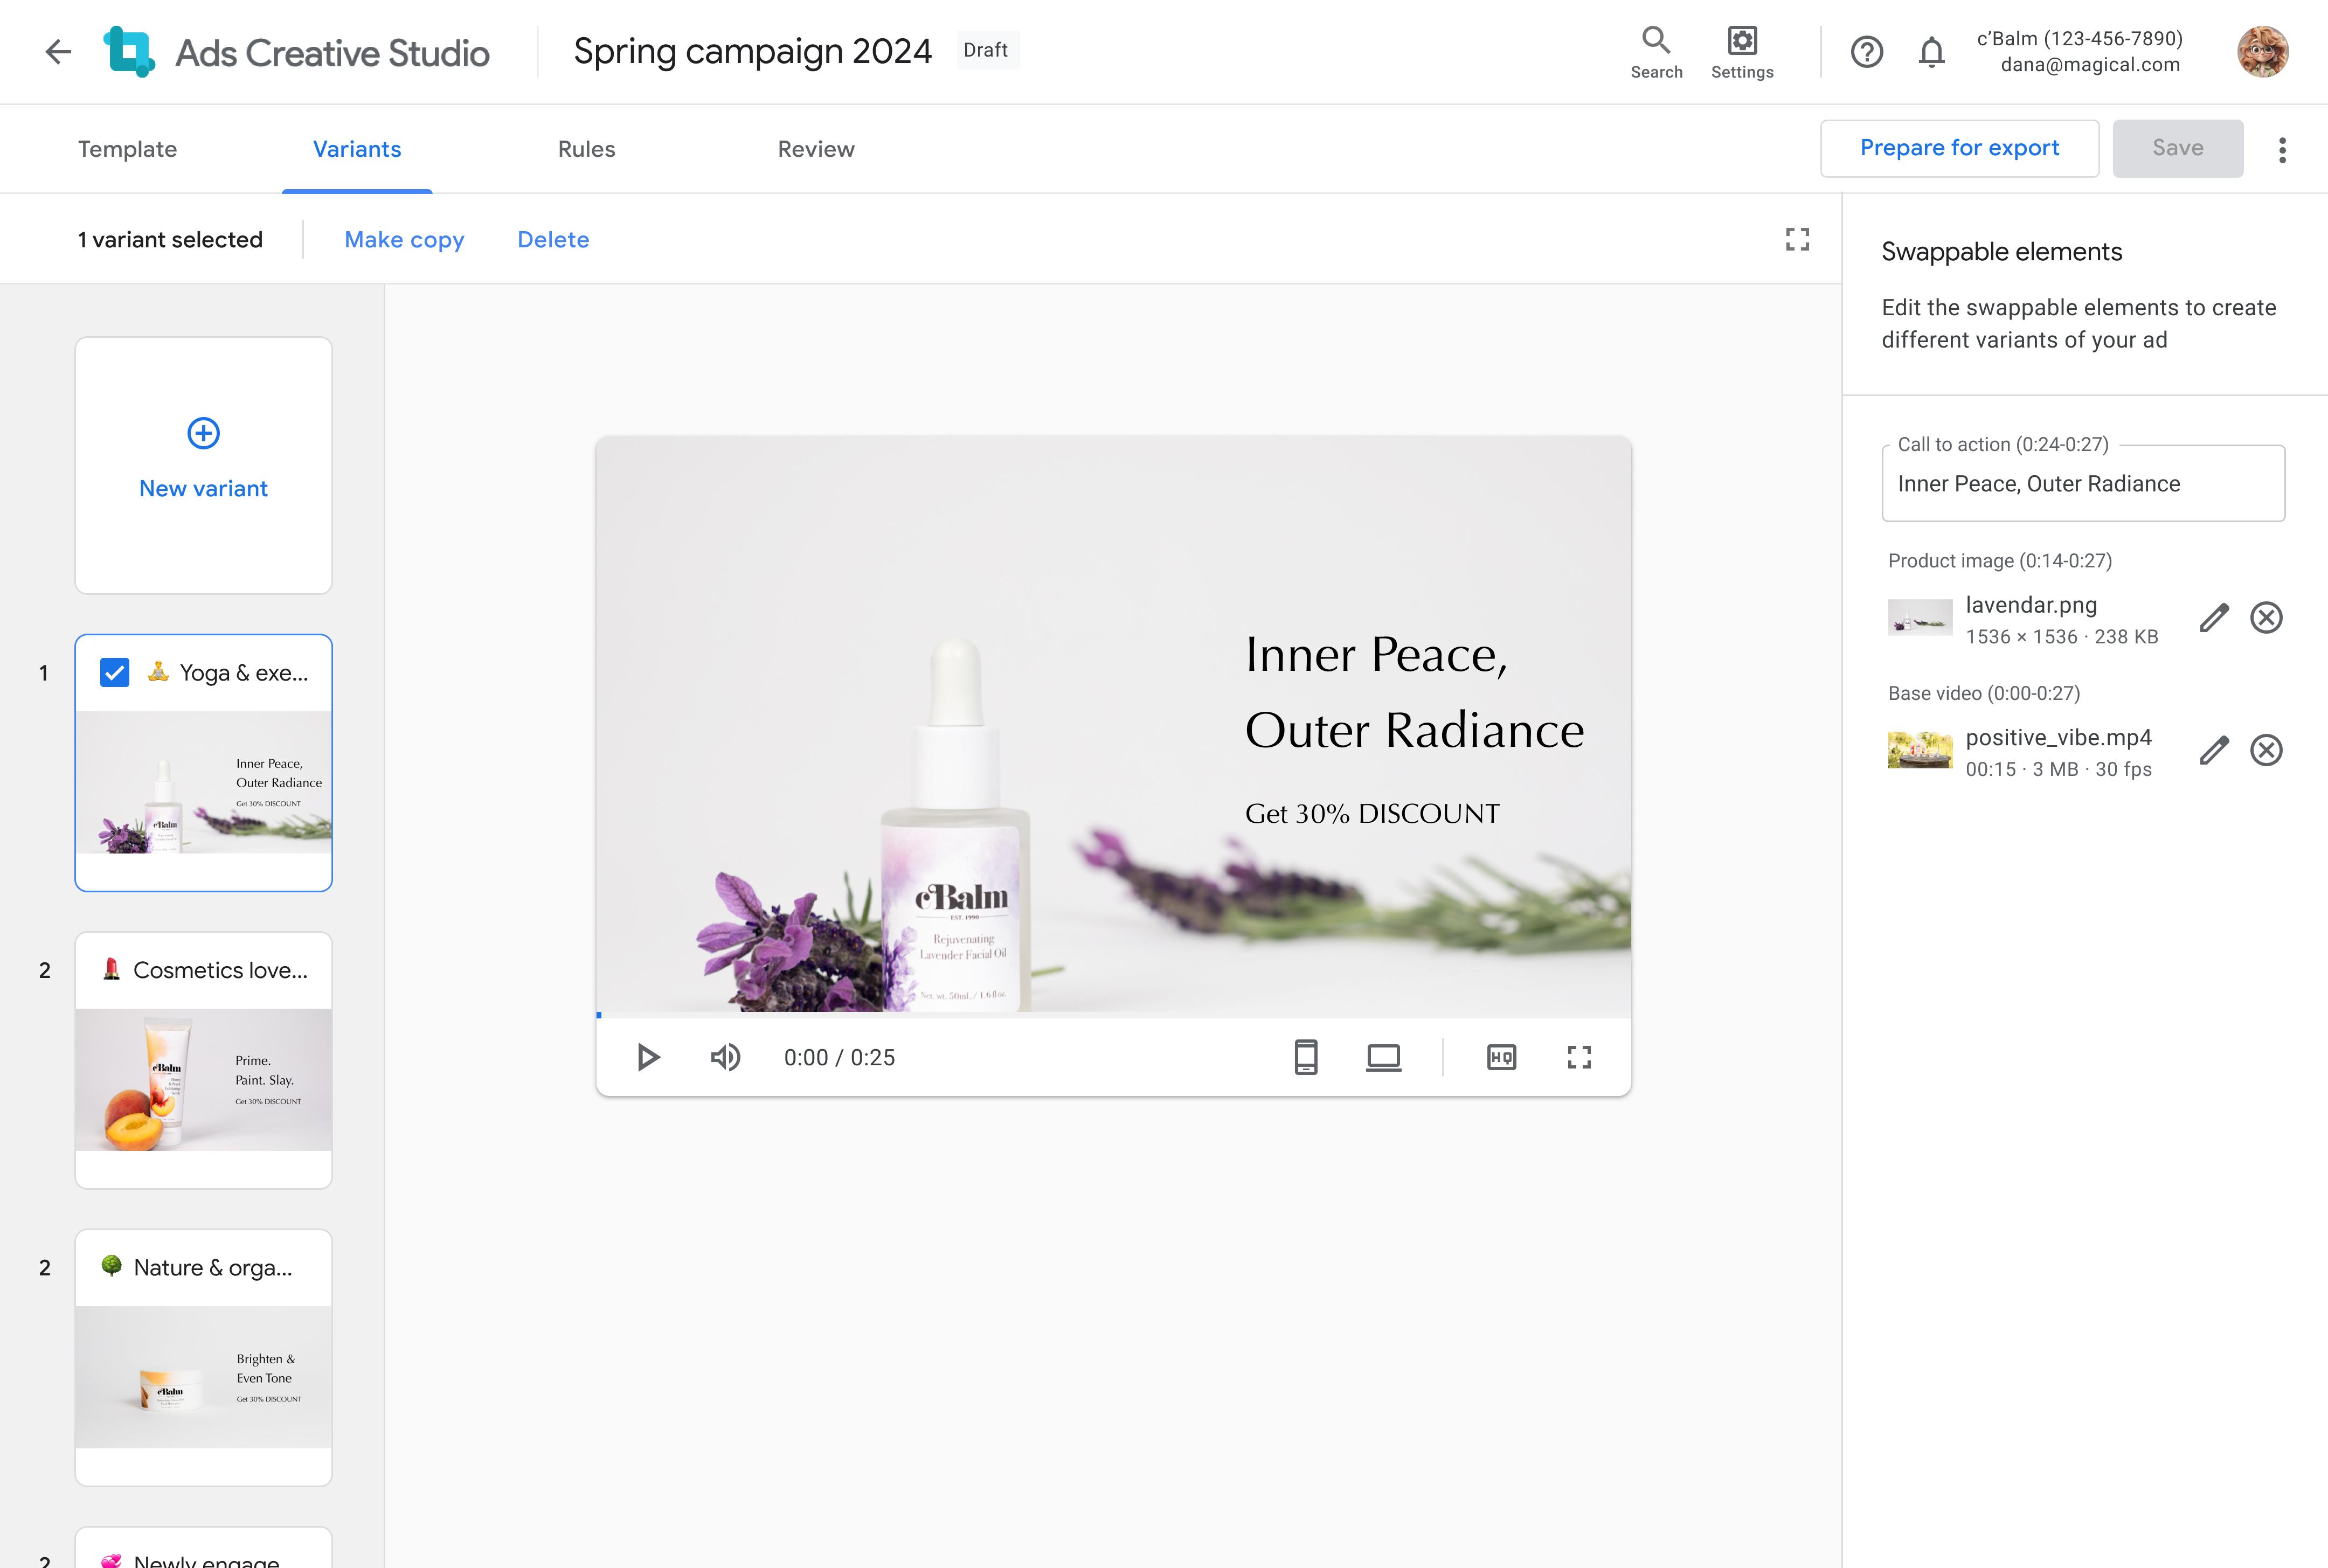 Ads Creative Studio
Spring campaign 2024
Draft
Search
Settings
c'Balm (123-456-7890)
dana@magical.com
Template
Variants
Rules
Review
Prepare for export
Save
1 variant selected
Make copy
Delete
New variant
1
Yoga & exe...
Inner Peace,
Outer Radiance
Get 30% DISCOUNT
cBalm
2
Cosmetics love...
Prime.
Paint. Slay.
Get 30% DISCOUNT
cBalm
2
Nature & orga...
Brighten &
Even Tone
Get 30% DISCOUNT
cBalm
2
Newly engage
Inner Peace,
Outer Radiance
Get 30% DISCOUNT
cBalm
EST. 1990
Rejuvenating
Lavender Facial Oil
Net. wt. 50mL / 1.6 fl oz.
0:00 / 0:25
HQ
Swappable elements
Edit the swappable elements to create
different variants of your ad
Call to action (0:24-0:27)
Inner Peace, Outer Radiance
Product image (0:14-0:27)
lavendar.png
1536 × 1536 · 238 KB
Base video (0:00-0:27)
positive_vibe.mp4
00:15 · 3 MB · 30 fps